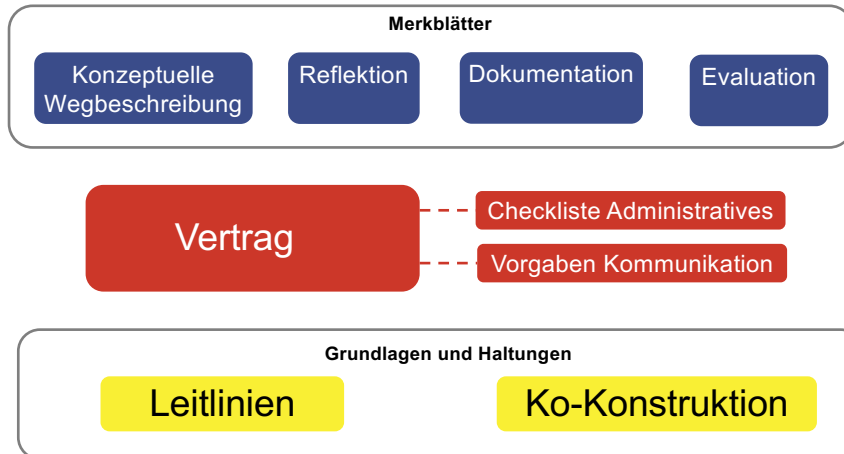 Merkblätter
Konzeptuelle
Wegbeschreibung
Reflektion
Dokumentation
Evaluation
Vertrag
Checkliste Administratives
Vorgaben Kommunikation
Grundlagen und Haltungen
Leitlinien
Ko-Konstruktion